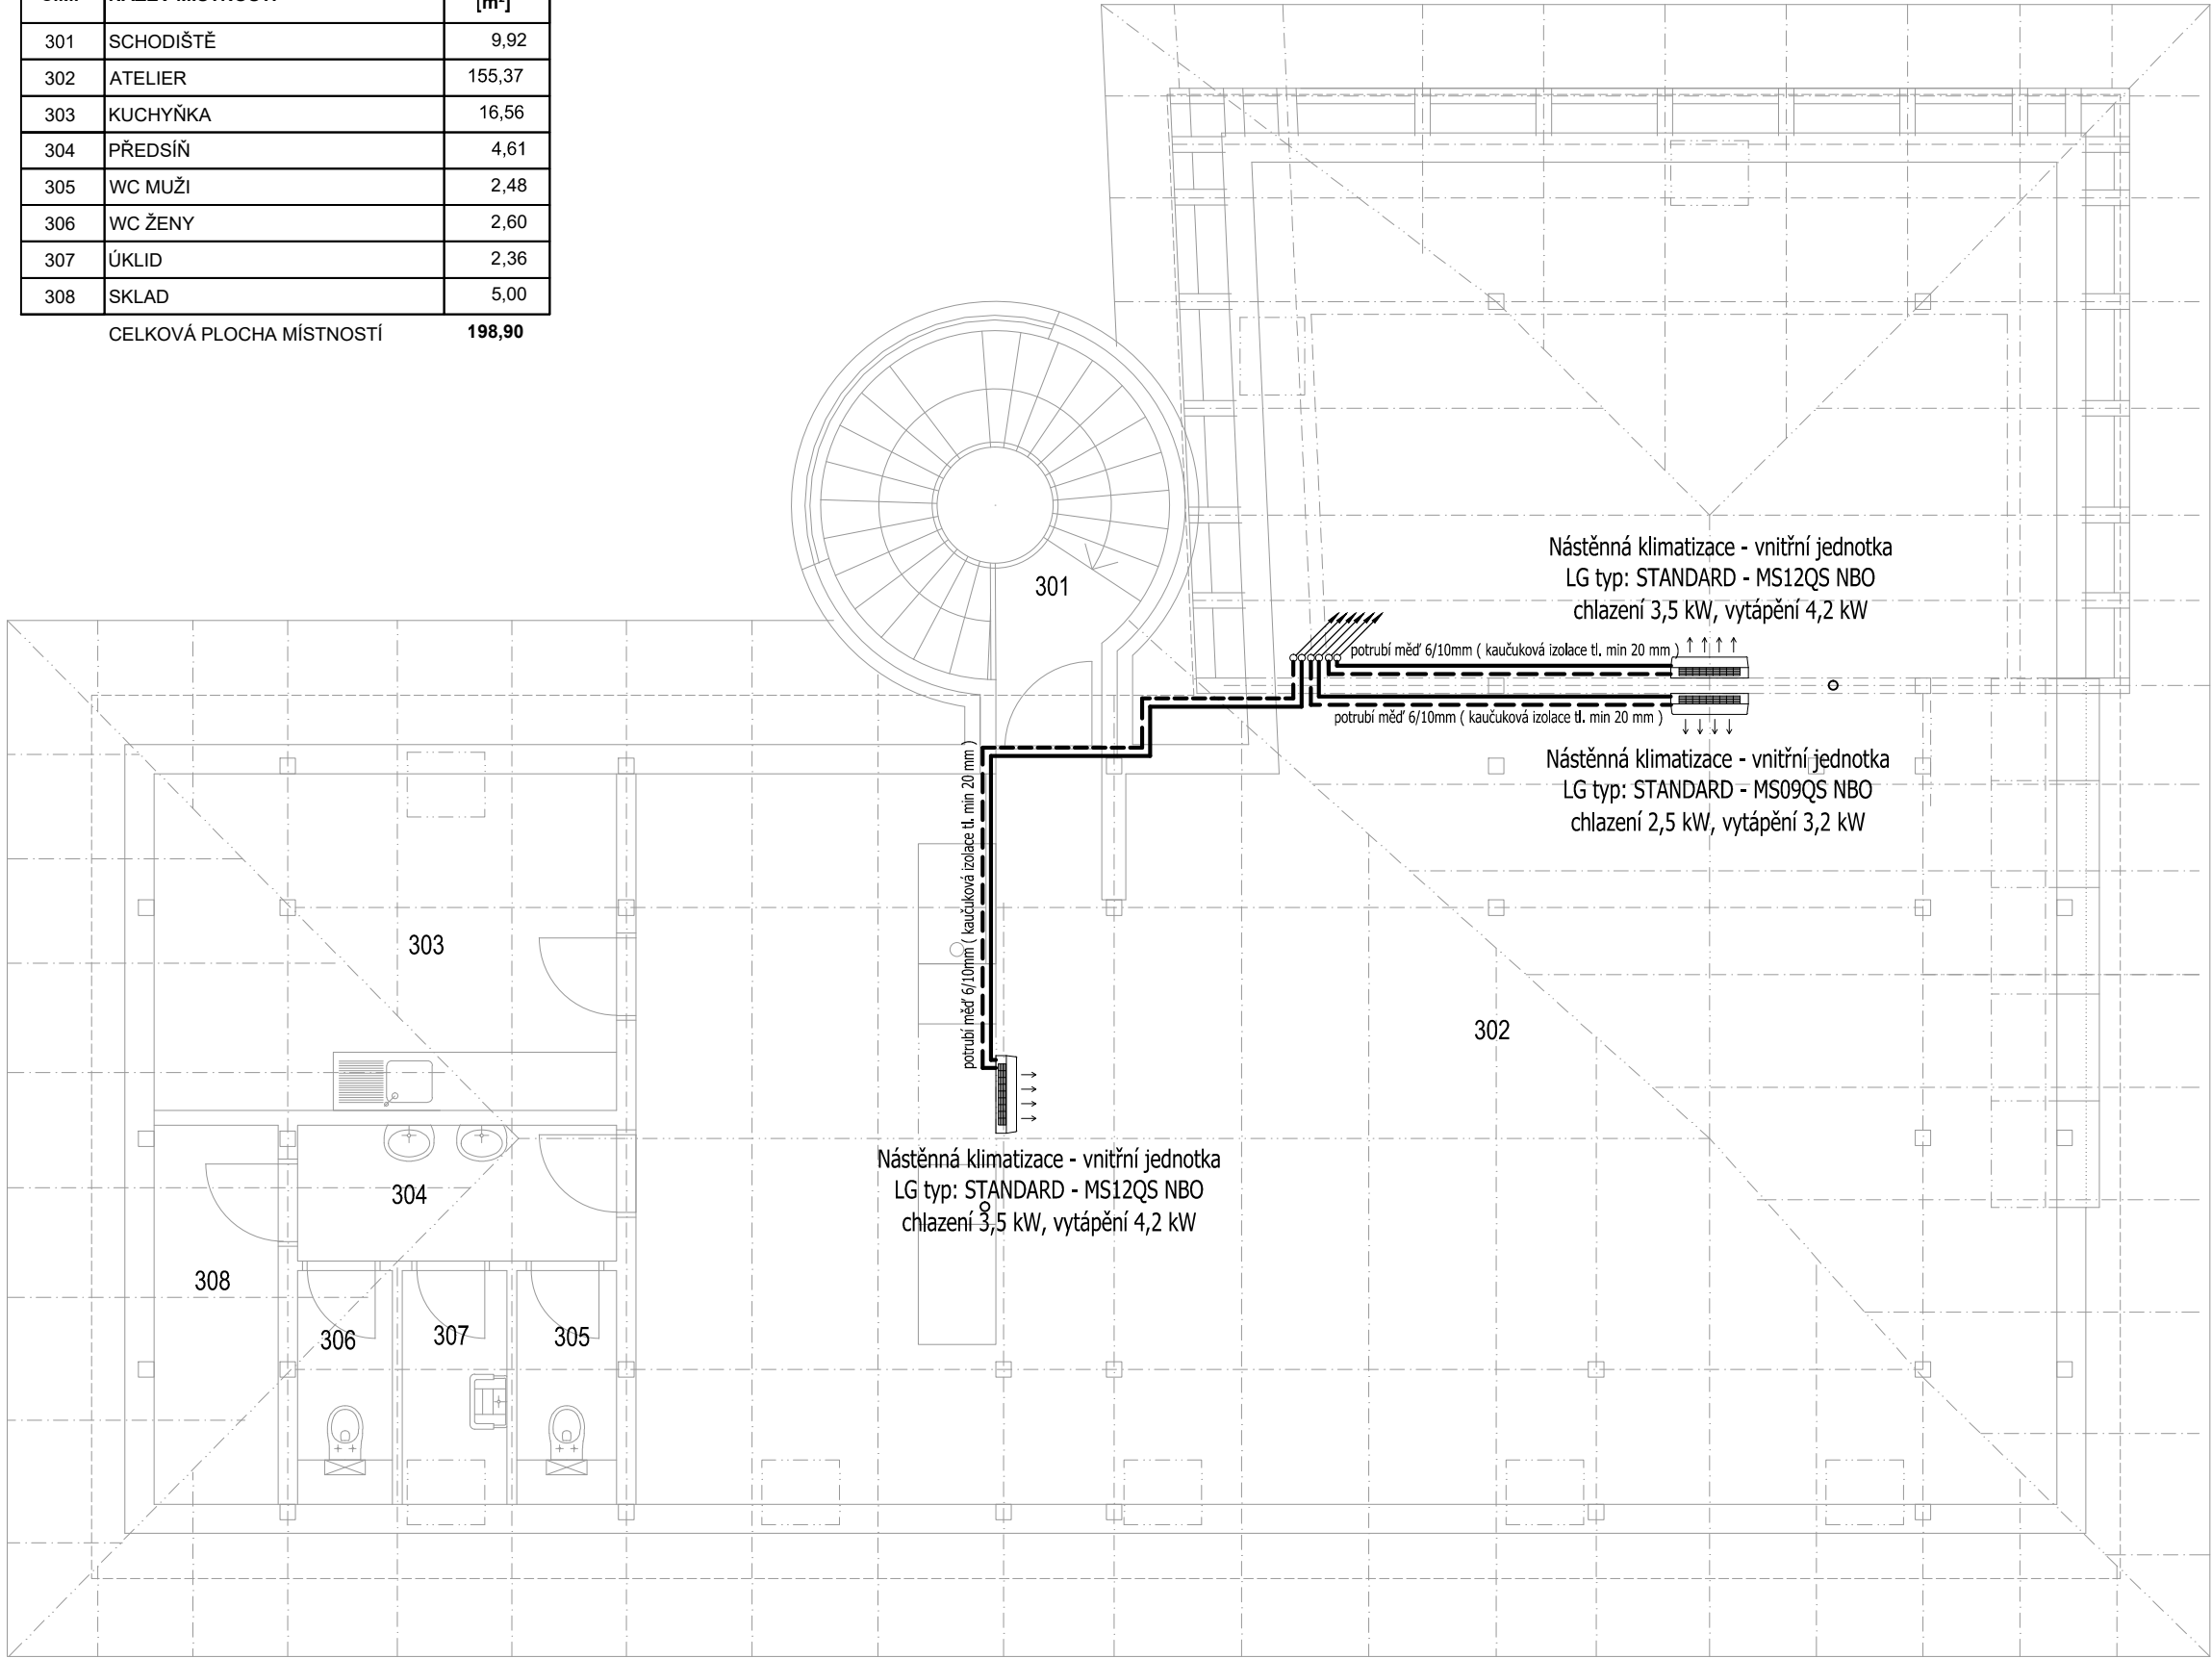 [m²]
301 SCHODIŠTĚ 9,92
302 ATELIER 155,37
303 KUCHYŇKA 16,56
304 PŘEDSÍŇ 4,61
305 WC MUŽI 2,48
306 WC ŽENY 2,60
307 ÚKLID 2,36
308 SKLAD 5,00
CELKOVÁ PLOCHA MÍSTNOSTÍ 198,90
Nástěnná klimatizace - vnitřní jednotka
LG typ: STANDARD - MS12QS NBO
chlazení 3,5 kW, vytápění 4,2 kW
301
potrubí měď 6/10mm ( kaučuková izolace tl. min 20 mm )
potrubí měď 6/10mm ( kaučuková izolace tl. min 20 mm )
Nástěnná klimatizace - vnitřní jednotka
LG typ: STANDARD - MS09QS NBO
chlazení 2,5 kW, vytápění 3,2 kW
potrubí měď 6/10mm ( kaučuková izolace tl. min 20 mm )
303
302
Nástěnná klimatizace - vnitřní jednotka
LG typ: STANDARD - MS12QS NBO
chlazení 3,5 kW, vytápění 4,2 kW
304
308
306
307
305